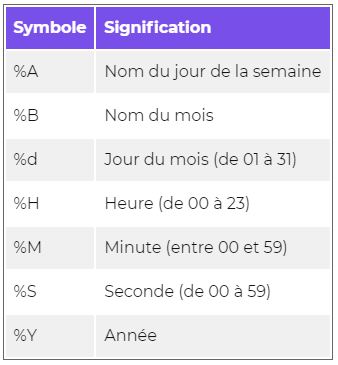 Symbole Signification
%A Nom du jour de la semaine
%B Nom du mois
%d Jour du mois (de 01 à 31)
%H Heure (de 00 à 23)
%M Minute (entre 00 et 59)
%S Seconde (de 00 à 59)
%Y Année